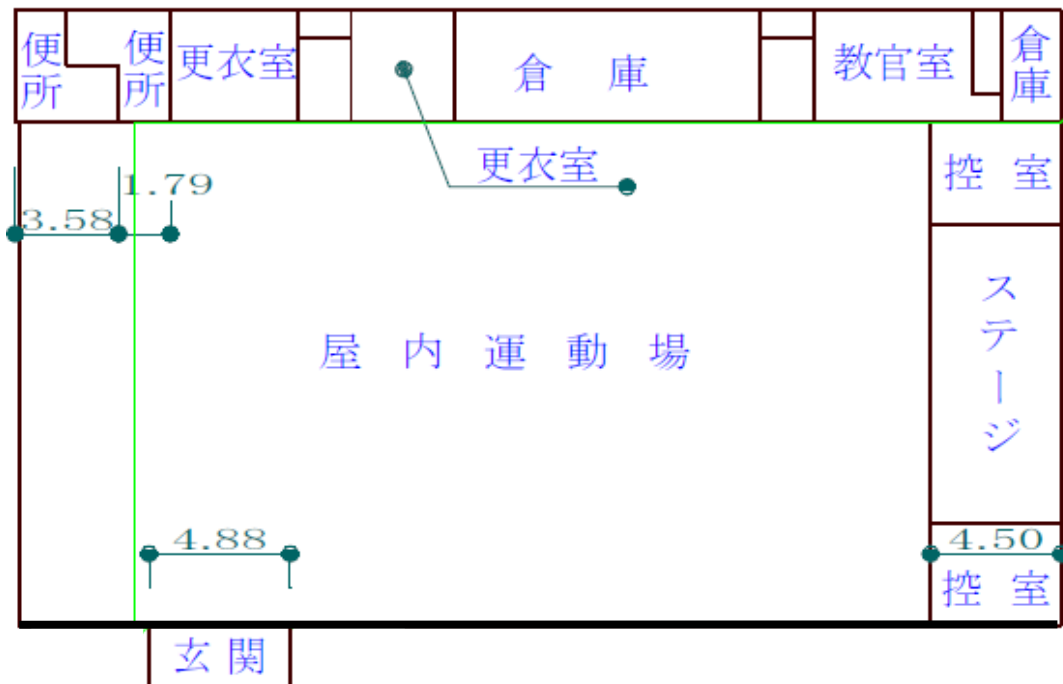 便所
便所
更衣室
倉庫
教官室
倉庫
更衣室
控室
1.79
3.58
ステージ
屋内運動場
4.88
4.50
控室
玄関